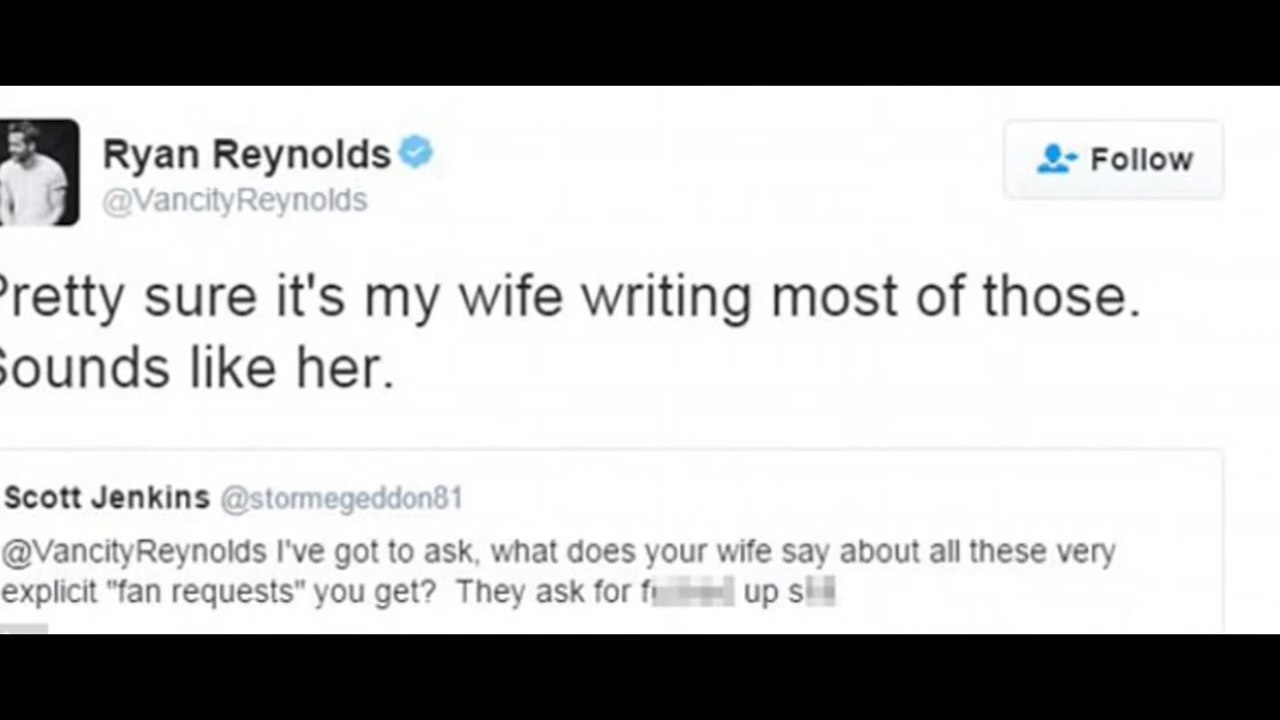 Ryan Reynolds
@VancityReynolds
Follow
Pretty sure it's my wife writing most of those.
Sounds like her.
Scott Jenkins @stormegeddon81
@VancityReynolds I've got to ask, what does your wife say about all these very
explicit "fan requests" you get? They ask for up